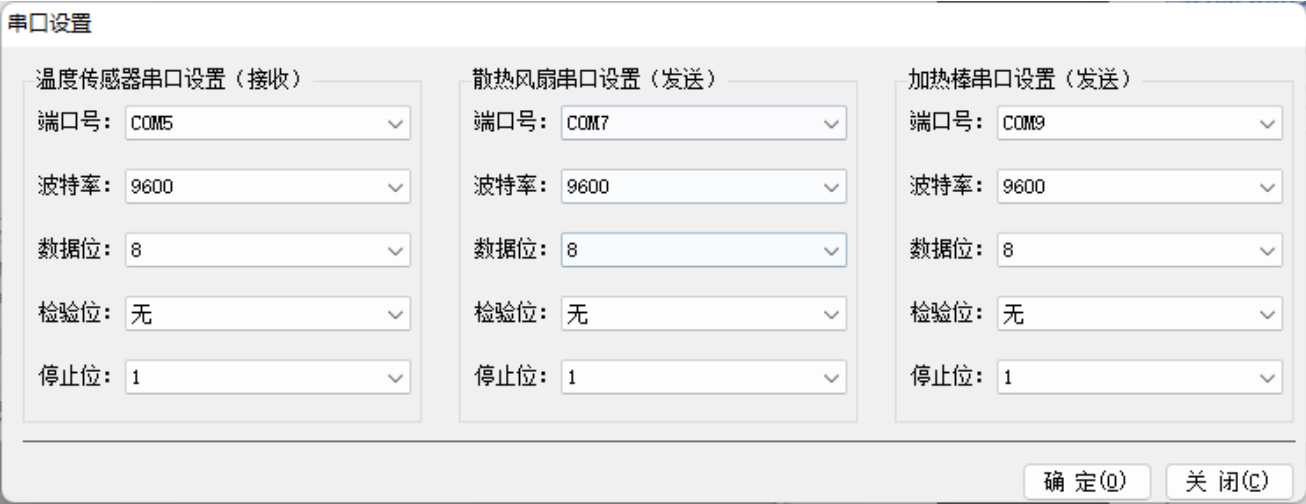 串口设置
温度传感器串口设置（接收）
端口号: COM5
波特率: 9600
数据位: 8
检验位: 无
停止位: 1
散热风扇串口设置（发送）
端口号: COM7
波特率: 9600
数据位: 8
检验位: 无
停止位: 1
加热棒串口设置（发送）
端口号: COM9
波特率: 9600
数据位: 8
检验位: 无
停止位: 1
确 定(O) 关 闭(C)